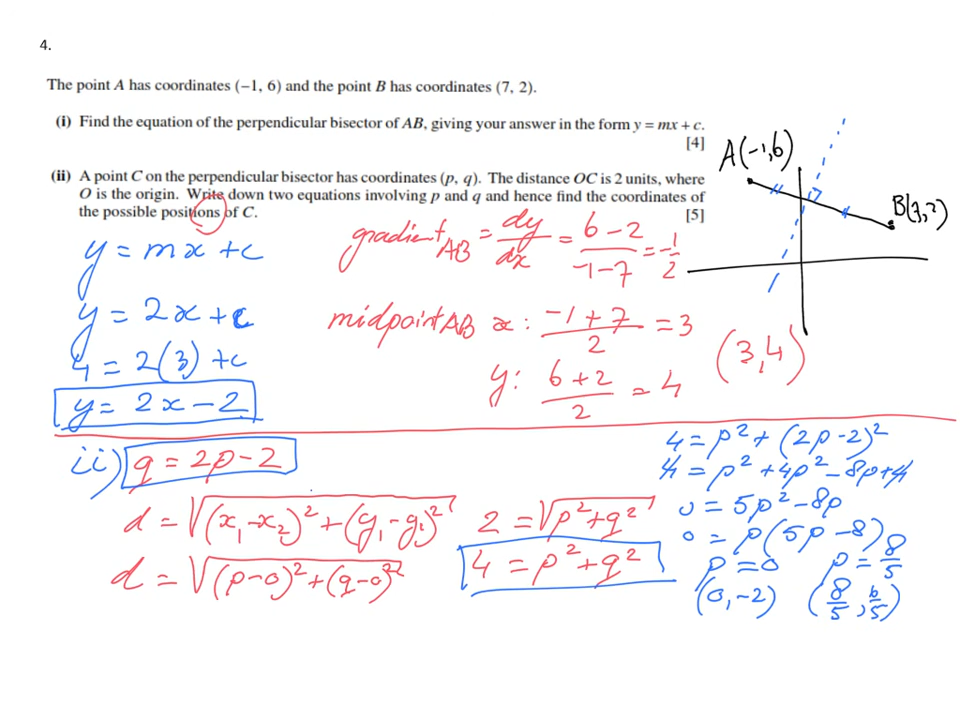 4.
The point A has coordinates (−1, 6) and the point B has coordinates (7, 2).
(i) Find the equation of the perpendicular bisector of AB, giving your answer in the form y = mx + c.
[4]
(ii) A point C on the perpendicular bisector has coordinates (p, q). The distance OC is 2 units, where
O is the origin. Write down two equations involving p and q and hence find the coordinates of
the possible positions of C.
[5]
A(-1,6)
B(7,2)
y = mx + c
y = 2x + c
4 = 2(3) + c
y = 2x - 2
gradient AB = dy/dx = (6-2)/(-1-7) = -1/2
midpoint AB x: (-1+7)/2 = 3
y: (6+2)/2 = 4
(3,4)
ii) q = 2p - 2
d = √((x₁-x₂)²+(y₁-y₁)²)
d = √((p-0)²+(q-0)²)
2 = √(p²+q²)
4 = p²+q²
4 = p² + (2p-2)²
4 = p² + 4p² - 8p + 4
0 = 5p² - 8p
0 = p(5p - 8)
p = 0 p = 8/5
(0,-2) (8/5, 6/5)